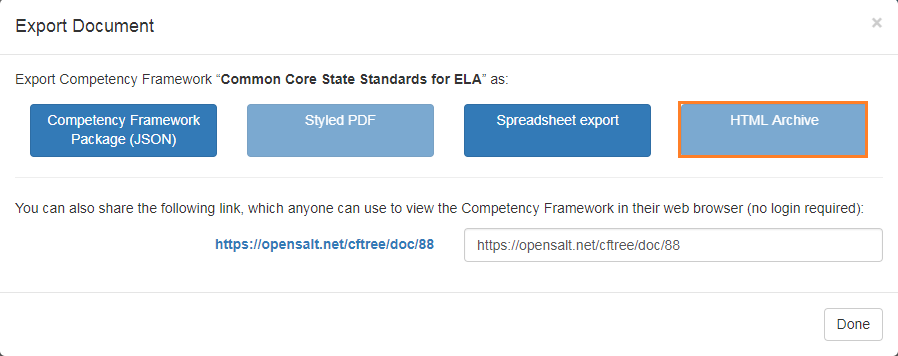 Export Document
×
Export Competency Framework “Common Core State Standards for ELA” as:
Competency Framework
Package (JSON)
Styled PDF
Spreadsheet export
HTML Archive
You can also share the following link, which anyone can use to view the Competency Framework in their web browser (no login required):
https://opensalt.net/cftree/doc/88
https://opensalt.net/cftree/doc/88
Done